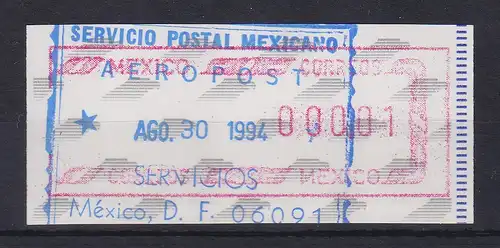 SERVICIO POSTAL MEXICANO
MEXICO CORREOS
AEROPOST
AGO. 30 1994 00001
SERVICIOS MEXICO
México, D. F. 06091